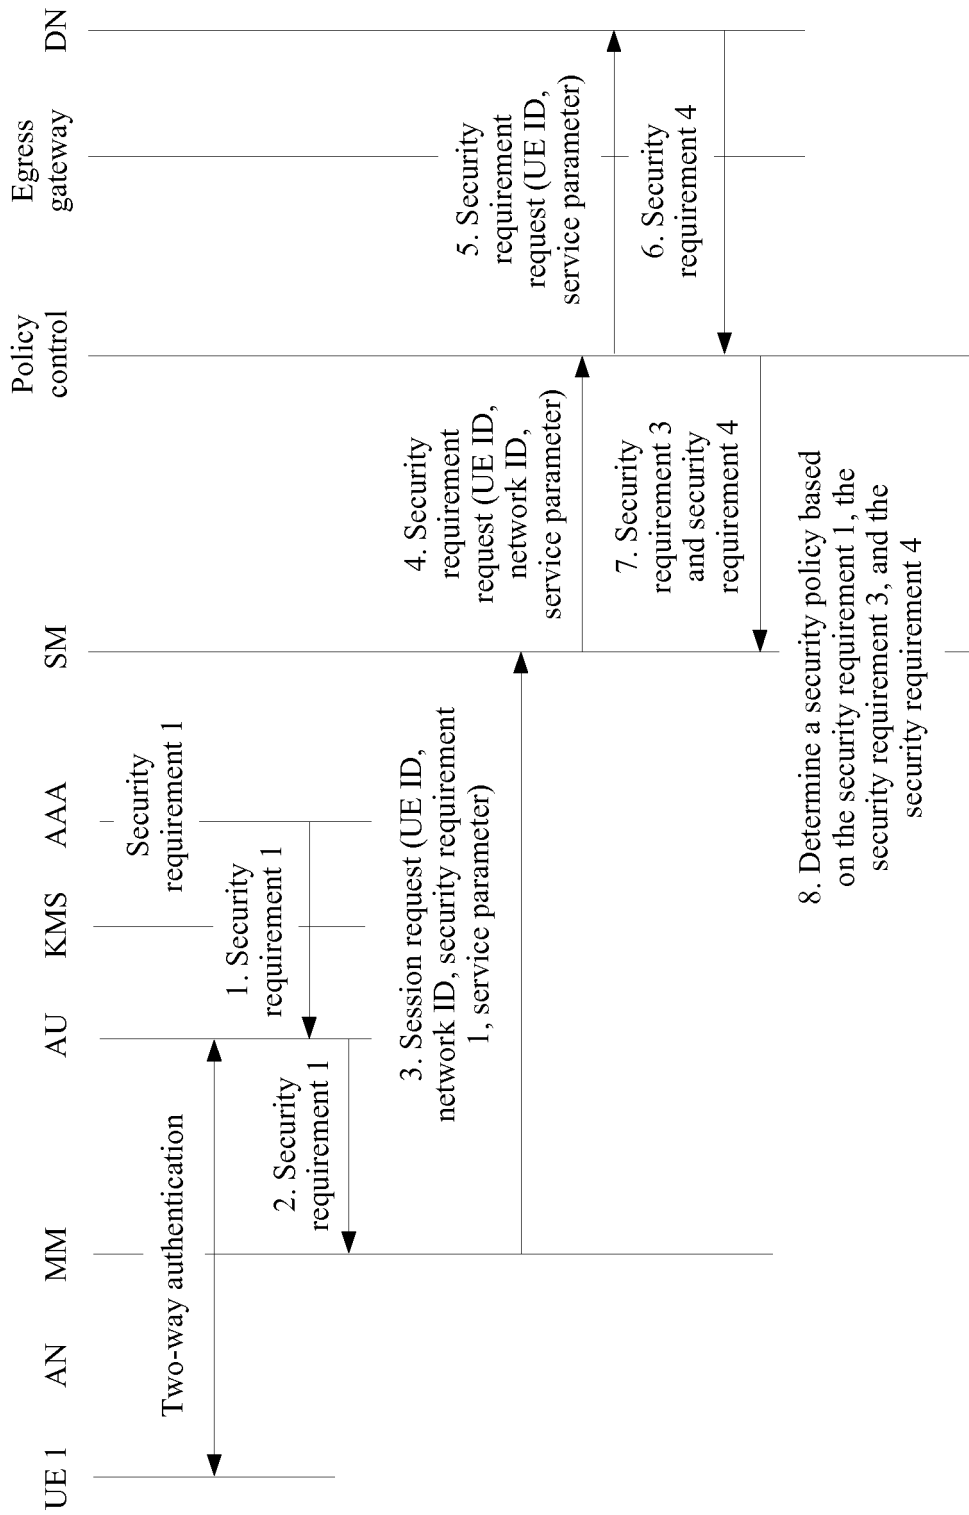 UE 1
AN
MM
AU
KMS
AAA
SM
Policy
control
Egress
gateway
DN
Two-way authentication
Security
requirement 1
1. Security
requirement 1
2. Security
requirement 1
3. Session request (UE ID,
network ID, security requirement
1, service parameter)
4. Security
requirement
request (UE ID,
network ID,
service parameter)
5. Security
requirement
request (UE ID,
service parameter)
6. Security
requirement 4
7. Security
requirement 3
and security
requirement 4
8. Determine a security policy based
on the security requirement 1, the
security requirement 3, and the
security requirement 4